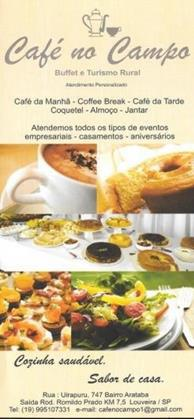 Café no Campo
Buffet e Turismo Rural
Atendimento Personalizado
Café da Manhã - Coffee Break - Café da Tarde
Coquetel - Almoço - Jantar
Atendemos todos os tipos de eventos
empresariais - casamentos - aniversários
Cozinha saudável.
Sabor de casa.
Rua : Uirapuru, 747 Bairro Arataba
Saída Rod. Romildo Prado KM 7,5 Louveira / SP
Tel: (19) 995107331 e-mail: cafenocampo1@gmail.com